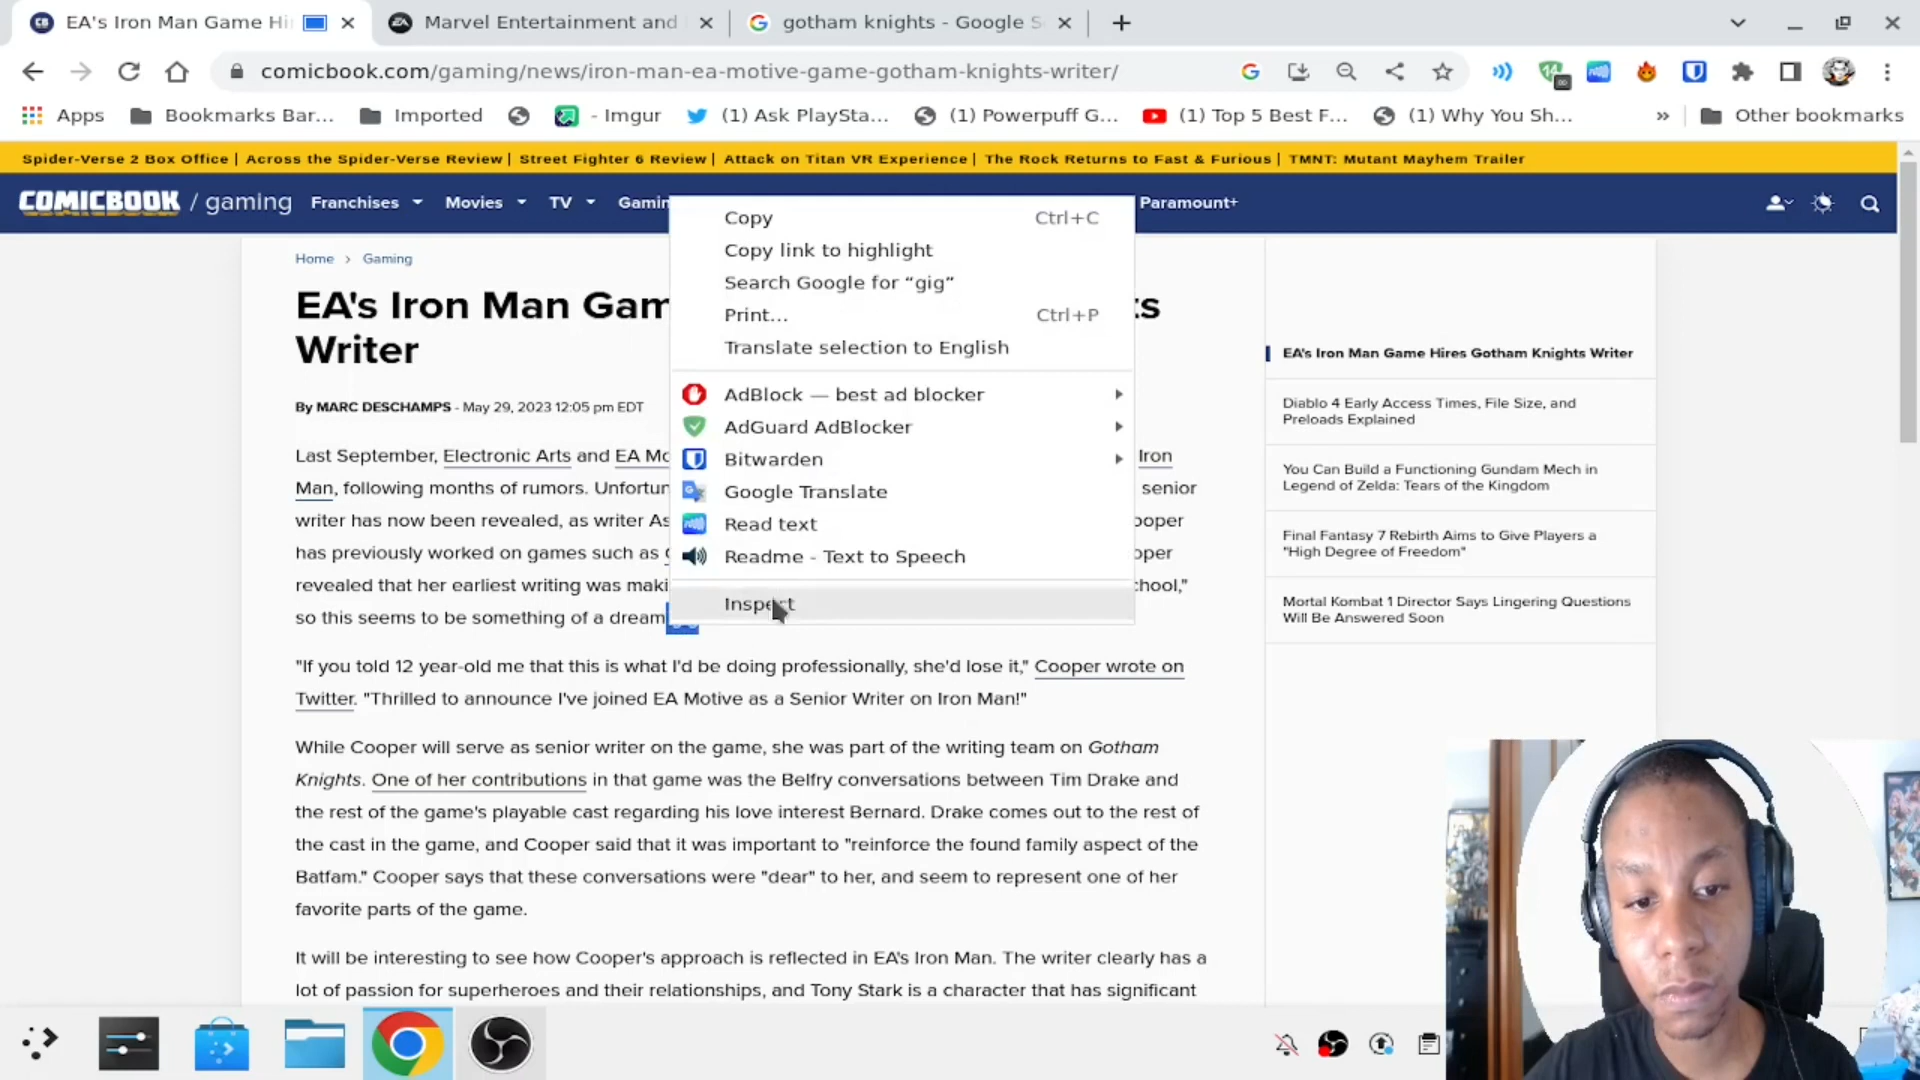 EA's Iron Man Game Hi
Marvel Entertainment and
gotham knights - Google S
comicbook.com/gaming/news/iron-man-ea-motive-game-gotham-knights-writer/
Apps
Bookmarks Bar...
Imported
- Imgur
(1) Ask PlaySta...
(1) Powerpuff G...
(1) Top 5 Best F...
(1) Why You Sh...
»
Other bookmarks
Spider-Verse 2 Box Office | Across the Spider-Verse Review | Street Fighter 6 Review | Attack on Titan VR Experience | The Rock Returns to Fast & Furious | TMNT: Mutant Mayhem Trailer
COMICBOOK / gaming
Franchises
Movies
TV
Gamin
Paramount+
Home > Gaming
EA's Iron Man Gam
ts
Writer
By MARC DESCHAMPS - May 29, 2023 12:05 pm EDT
Last September, Electronic Arts and EA Mo
Iron
Man, following months of rumors. Unfortun
senior
writer has now been revealed, as writer As
ooper
has previously worked on games such as
oper
revealed that her earliest writing was maki
chool,"
so this seems to be something of a dream
"If you told 12 year-old me that this is what I'd be doing professionally, she'd lose it," Cooper wrote on
Twitter. "Thrilled to announce I've joined EA Motive as a Senior Writer on Iron Man!"
While Cooper will serve as senior writer on the game, she was part of the writing team on Gotham
Knights. One of her contributions in that game was the Belfry conversations between Tim Drake and
the rest of the game's playable cast regarding his love interest Bernard. Drake comes out to the rest of
the cast in the game, and Cooper said that it was important to "reinforce the found family aspect of the
Batfam." Cooper says that these conversations were "dear" to her, and seem to represent one of her
favorite parts of the game.
It will be interesting to see how Cooper's approach is reflected in EA's Iron Man. The writer clearly has a
lot of passion for superheroes and their relationships, and Tony Stark is a character that has significant
Copy Ctrl+C
Copy link to highlight
Search Google for “gig”
Print... Ctrl+P
Translate selection to English
AdBlock — best ad blocker
AdGuard AdBlocker
Bitwarden
Google Translate
Read text
Readme - Text to Speech
Inspect
EA's Iron Man Game Hires Gotham Knights Writer
Diablo 4 Early Access Times, File Size, and
Preloads Explained
You Can Build a Functioning Gundam Mech in
Legend of Zelda: Tears of the Kingdom
Final Fantasy 7 Rebirth Aims to Give Players a
"High Degree of Freedom"
Mortal Kombat 1 Director Says Lingering Questions
Will Be Answered Soon